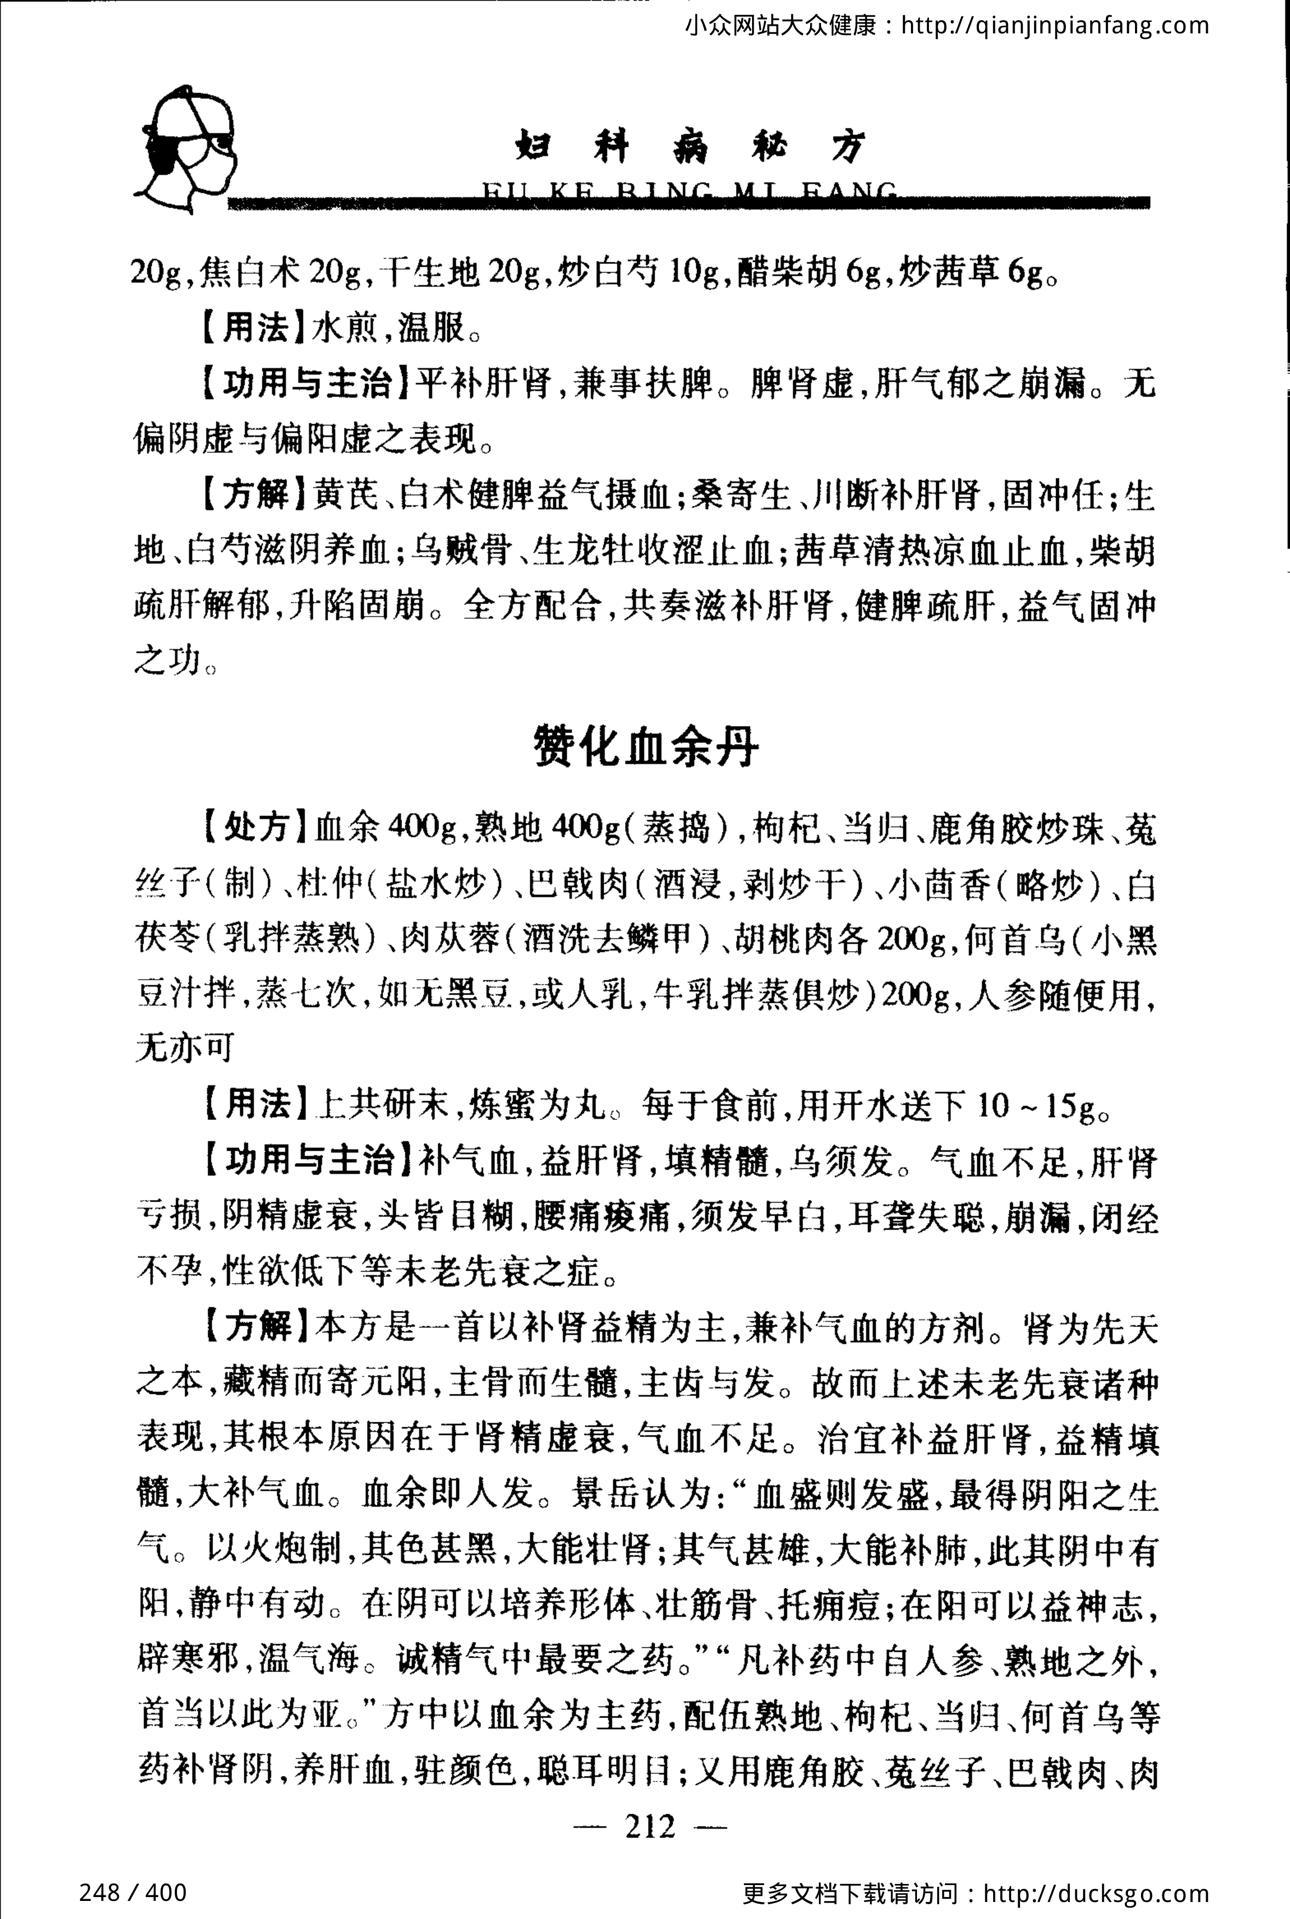 小众网站大众健康：http://qianjinpianfang.com
妇科病秘方
FU KE BING MI FANG
20g,焦白术20g,干生地20g,炒白芍10g,醋柴胡6g,炒茜草6g。
【用法】水煎,温服。
【功用与主治】平补肝肾,兼事扶脾。脾肾虚,肝气郁之崩漏。无
偏阴虚与偏阳虚之表现。
【方解】黄芪、白术健脾益气摄血;桑寄生、川断补肝肾,固冲任;生
地、白芍滋阴养血;乌贼骨、生龙牡收涩止血;茜草清热凉血止血,柴胡
疏肝解郁,升陷固崩。全方配合,共奏滋补肝肾,健脾疏肝,益气固冲
之功。
赞化血余丹
【处方】血余400g,熟地400g(蒸捣),枸杞、当归、鹿角胶炒珠、菟
丝子(制)、杜仲(盐水炒)、巴戟肉(酒浸,剥炒干)、小茴香(略炒)、白
茯苓(乳拌蒸熟)、肉苁蓉(酒洗去鳞甲)、胡桃肉各200g,何首乌(小黑
豆汁拌,蒸七次,如无黑豆,或人乳,牛乳拌蒸俱炒)200g,人参随便用,
无亦可
【用法】上共研末,炼蜜为丸。每于食前,用开水送下10~15g。
【功用与主治】补气血,益肝肾,填精髓,乌须发。气血不足,肝肾
亏损,阴精虚衰,头眥目糊,腰痛痠痛,须发早白,耳聋失聪,崩漏,闭经
不孕,性欲低下等未老先衰之症。
【方解】本方是一首以补肾益精为主,兼补气血的方剂。肾为先天
之本,藏精而寄元阳,主骨而生髓,主齿与发。故而上述未老先衰诸种
表现,其根本原因在于肾精虚衰,气血不足。治宜补益肝肾,益精填
髓,大补气血。血余即人发。景岳认为:“血盛则发盛,最得阴阳之生
气。以火炮制,其色甚黑,大能壮肾;其气甚雄,大能补肺,此其阴中有
阳,静中有动。在阴可以培养形体、壮筋骨、托痈痘;在阳可以益神志,
辟寒邪,温气海。诚精气中最要之药。”“凡补药中自人参、熟地之外,
首当以此为亚。”方中以血余为主药,配伍熟地、枸杞、当归、何首乌等
药补肾阴,养肝血,驻颜色,聪耳明目;又用鹿角胶、菟丝子、巴戟肉、肉
— 212 —
248 / 400
更多文档下载请访问：http://ducksgo.com